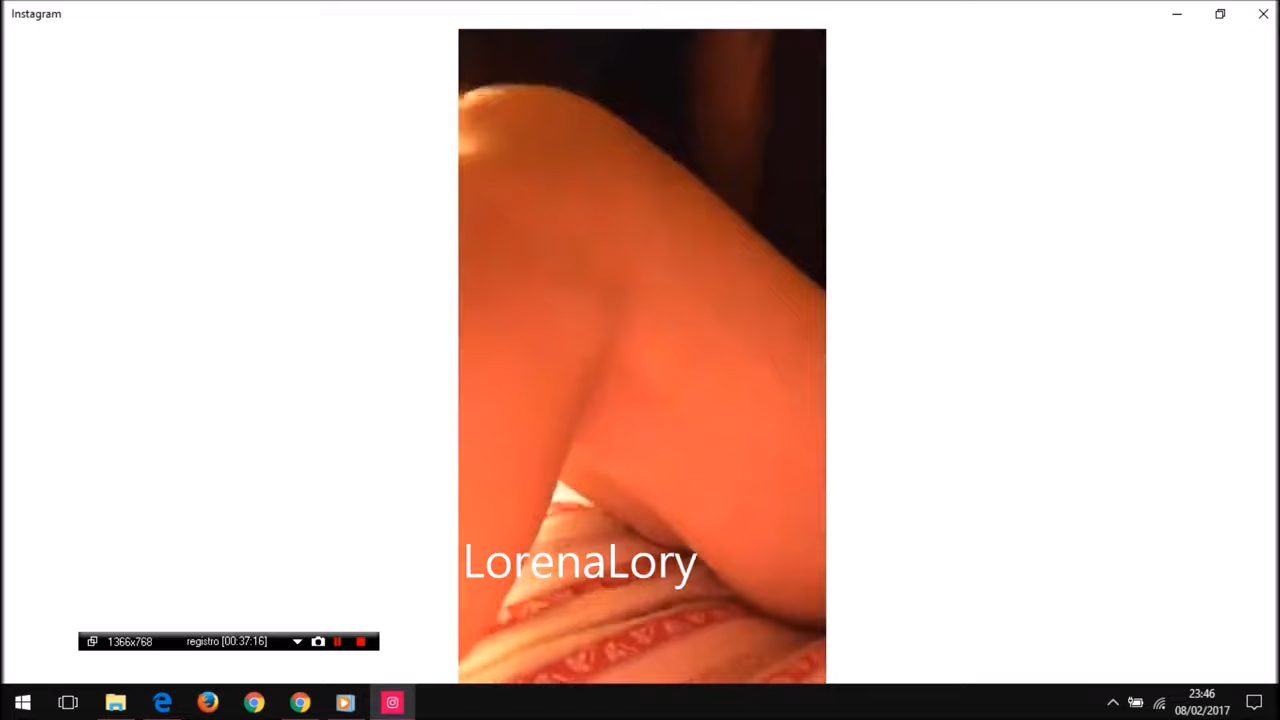 Instagram
LorenaLory
1366x768 registro [00:37:16]
23:46
08/02/2017